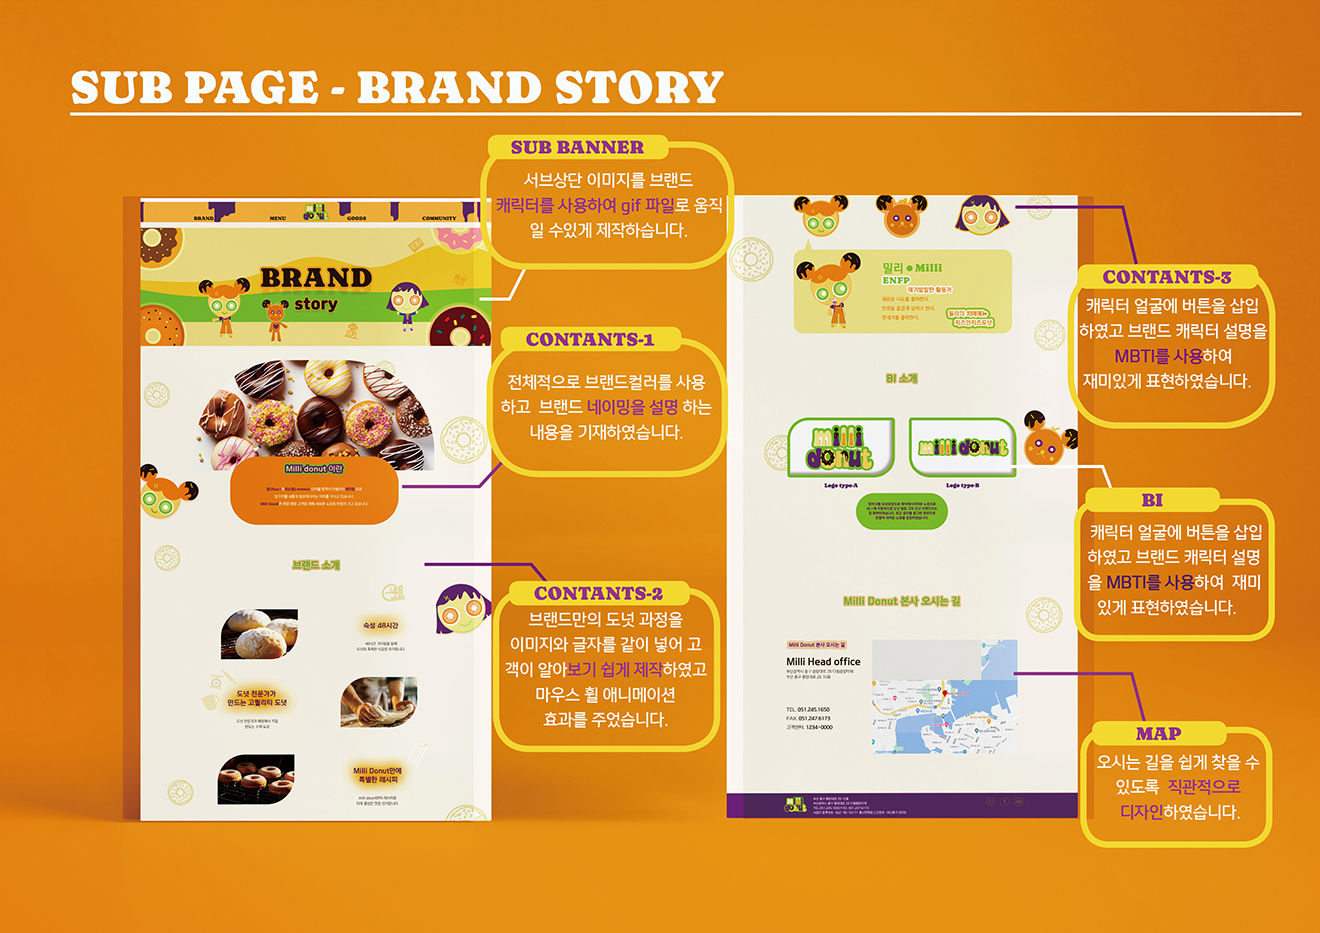 SUB PAGE - BRAND STORY
SUB BANNER
서브상단 이미지를 브랜드
캐릭터를 사용하여 gif 파일로 움직
일 수있게 제작하습니다.
BRAND
MENU
milli donut
GOODS
COMMUNITY
BRAND
story
CONTANTS-1
전체적으로 브랜드컬러를 사용
하고 브랜드 네이밍을 설명 하는
내용을 기재하였습니다.
Milli donut 이란
브랜드 소개
48
숙성 48시간
도넛 전문가가
만드는 고퀄리티 도넛
Milli Donut만에
특별한 레시피
CONTANTS-2
브랜드만의 도넛 과정을
이미지와 글자를 같이 넣어 고
객이 알아보기 쉽게 제작하였고
마우스 휠 애니메이션
효과를 주었습니다.
밀리 Milli
ENFP
재기발랄한 활동가
CONTANTS-3
캐릭터 얼굴에 버튼을 삽입
하였고 브랜드 캐릭터 설명을
MBTI를 사용하여
재미있게 표현하였습니다.
BI 소개
milli donut
milli donut
Logo type-A
Logo type-B
BI
캐릭터 얼굴에 버튼을 삽입
하였고 브랜드 캐릭터 설명
을 MBTI를 사용하여 재미
있게 표현하였습니다.
Milli Donut 본사 오시는 길
Milli Donut 본사 오시는 길
Milli Head office
TEL. 051.245.1650
FAX. 051.247.6173
고객센터. 1234-0000
MAP
오시는 길을 쉽게 찾을 수
있도록 직관적으로
디자인하였습니다.
milli donut